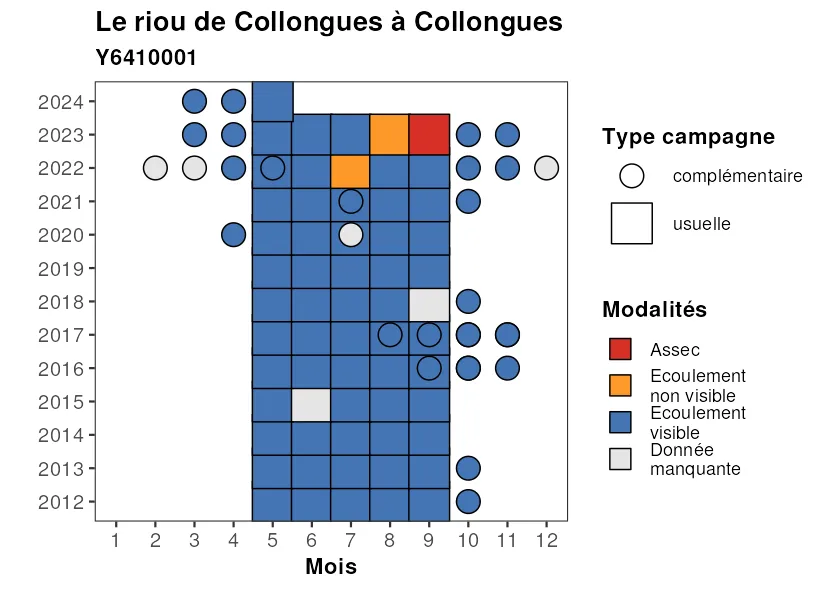 Le riou de Collongues à Collongues
Y6410001
2024
2023
2022
2021
2020
2019
2018
2017
2016
2015
2014
2013
2012
1 2 3 4 5 6 7 8 9 10 11 12
Mois
Type campagne
complémentaire
usuelle
Modalités
Assec
Ecoulement
non visible
Ecoulement
visible
Donnée
manquante